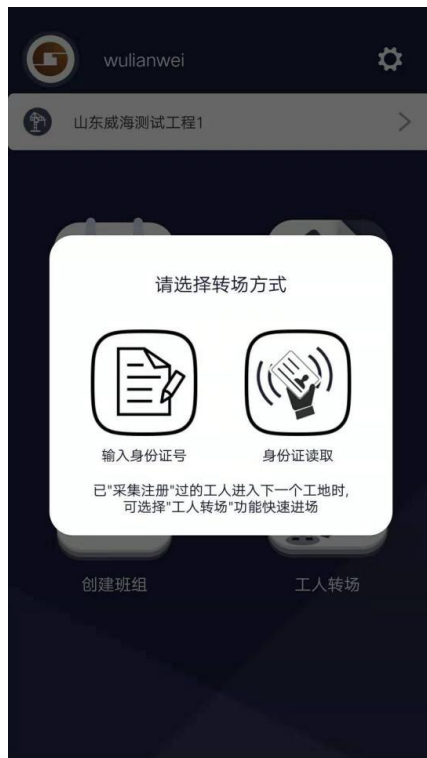 wulianwei
山东威海测试工程1
请选择转场方式
输入身份证号
身份证读取
已"采集注册"过的工人进入下一个工地时,
可选择"工人转场"功能快速进场
创建班组
工人转场